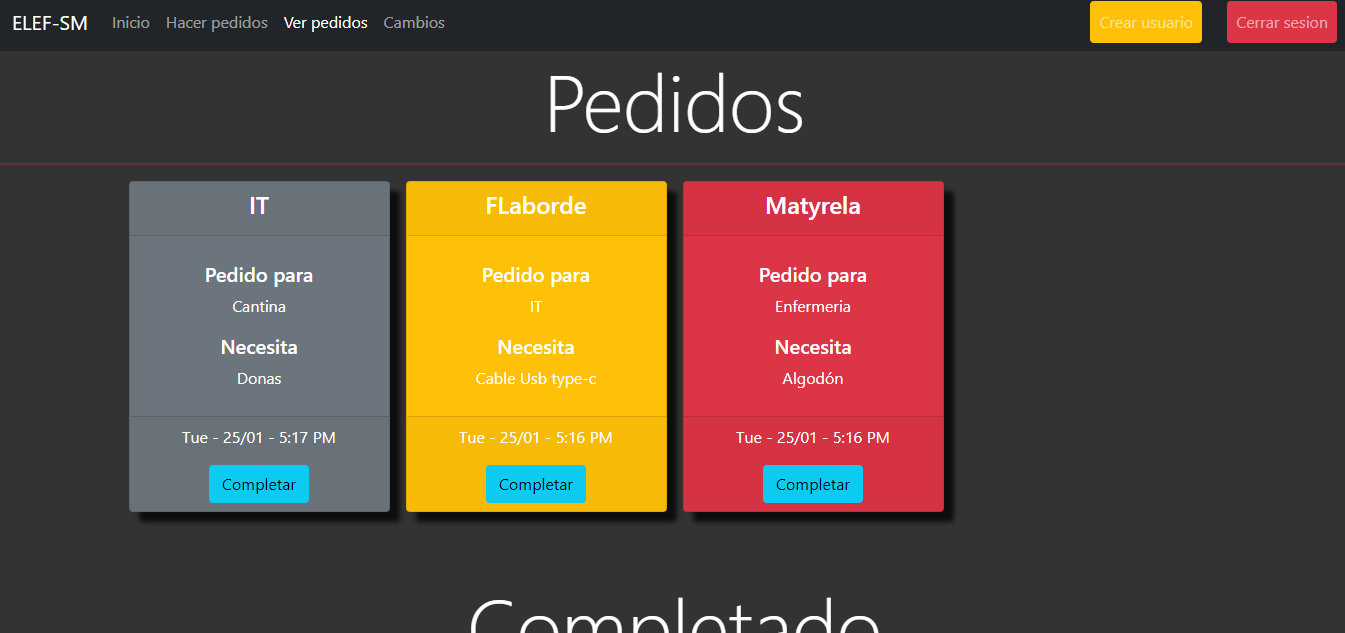 ELEF-SM Inicio Hacer pedidos Ver pedidos Cambios Crear usuario Cerrar sesion
Pedidos
IT
Pedido para
Cantina
Necesita
Donas
Tue - 25/01 - 5:17 PM
Completar
FLaborde
Pedido para
IT
Necesita
Cable Usb type-c
Tue - 25/01 - 5:16 PM
Completar
Matyrela
Pedido para
Enfermeria
Necesita
Algodón
Tue - 25/01 - 5:16 PM
Completar
Completado